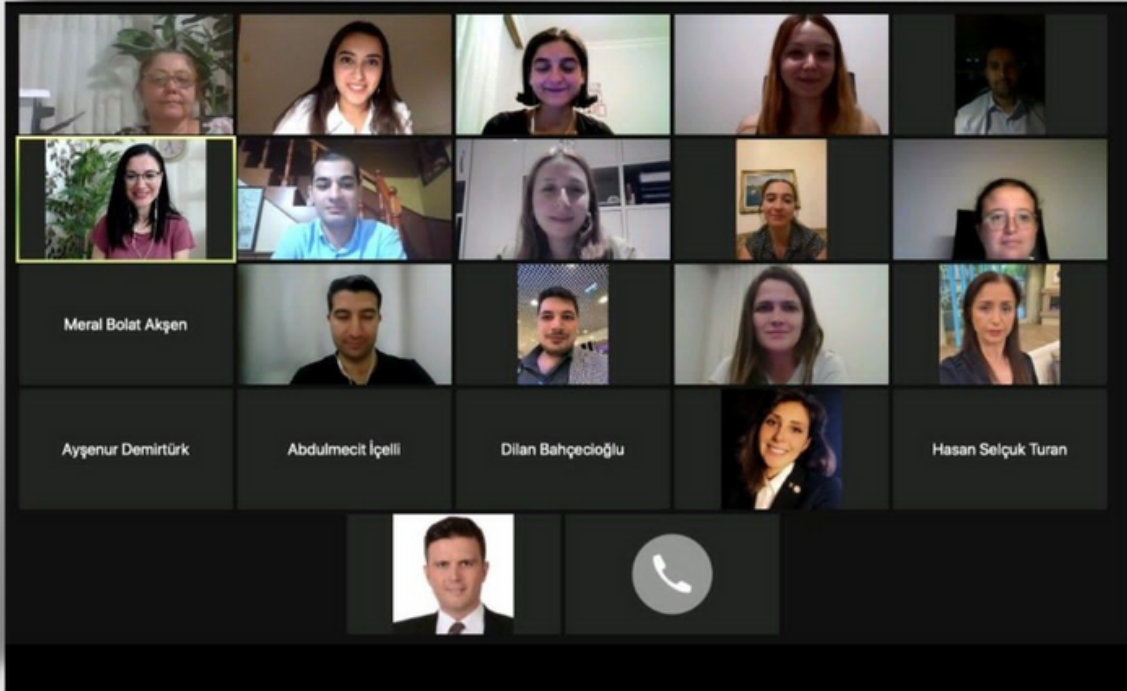 Meral Bolat Akşen
Ayşenur Demirtürk
Abdulmecit İçelli
Dilan Bahçecioğlu
Hasan Selçuk Turan